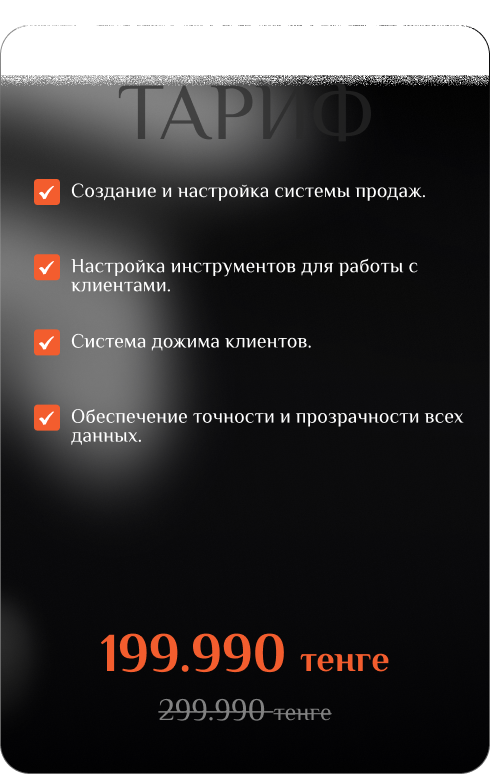 ТАРИФ
Создание и настройка системы продаж.
Настройка инструментов для работы с
клиентами.
Система дожима клиентов.
Обеспечение точности и прозрачности всех
данных.
199.990 тенге
299.990 тенге